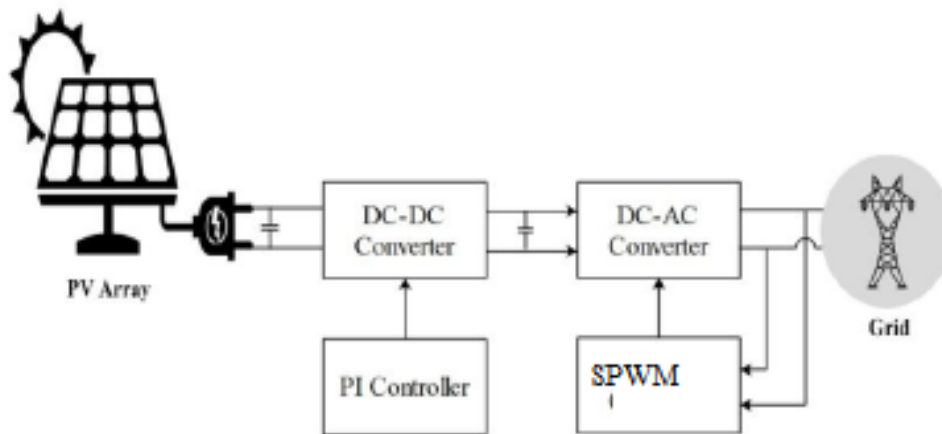 DC-DC
Converter
DC-AC
Converter
PV Array
Grid
PI Controller
SPWM